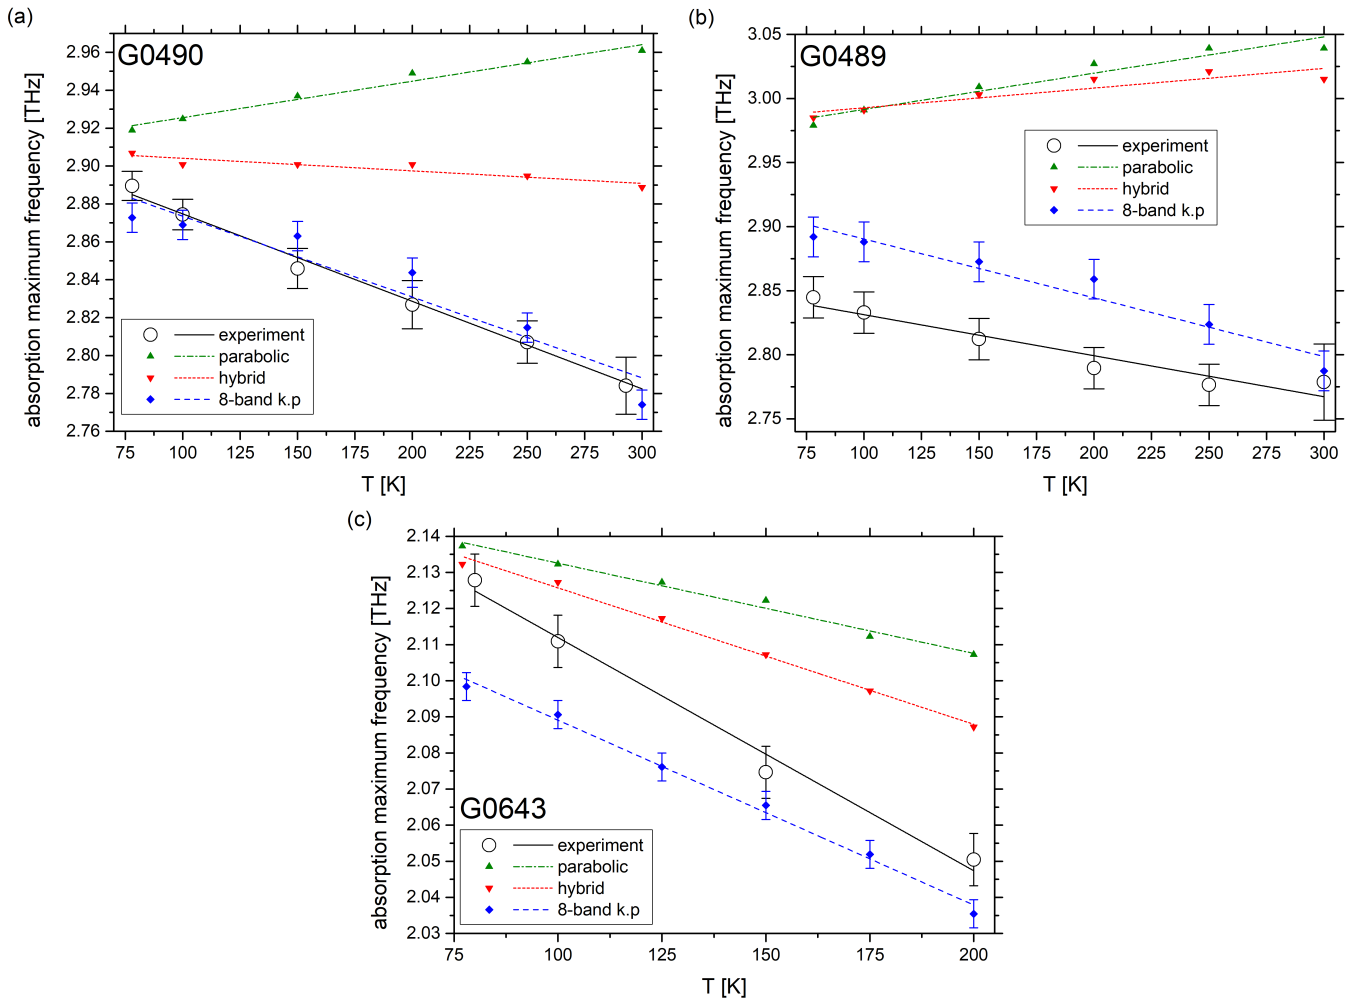 (a)
G0490
absorption maximum frequency [THz]
2.96
2.94
2.92
2.90
2.88
2.86
2.84
2.82
2.80
2.78
2.76
experiment
parabolic
hybrid
8-band k.p
75 100 125 150 175 200 225 250 275 300
T [K]
(b)
G0489
absorption maximum frequency [THz]
3.05
3.00
2.95
2.90
2.85
2.80
2.75
experiment
parabolic
hybrid
8-band k.p
75 100 125 150 175 200 225 250 275 300
T [K]
(c)
absorption maximum frequency [THz]
2.14
2.13
2.12
2.11
2.10
2.09
2.08
2.07
2.06
2.05
2.04
2.03
G0643
experiment
parabolic
hybrid
8-band k.p
75 100 125 150 175 200
T [K]